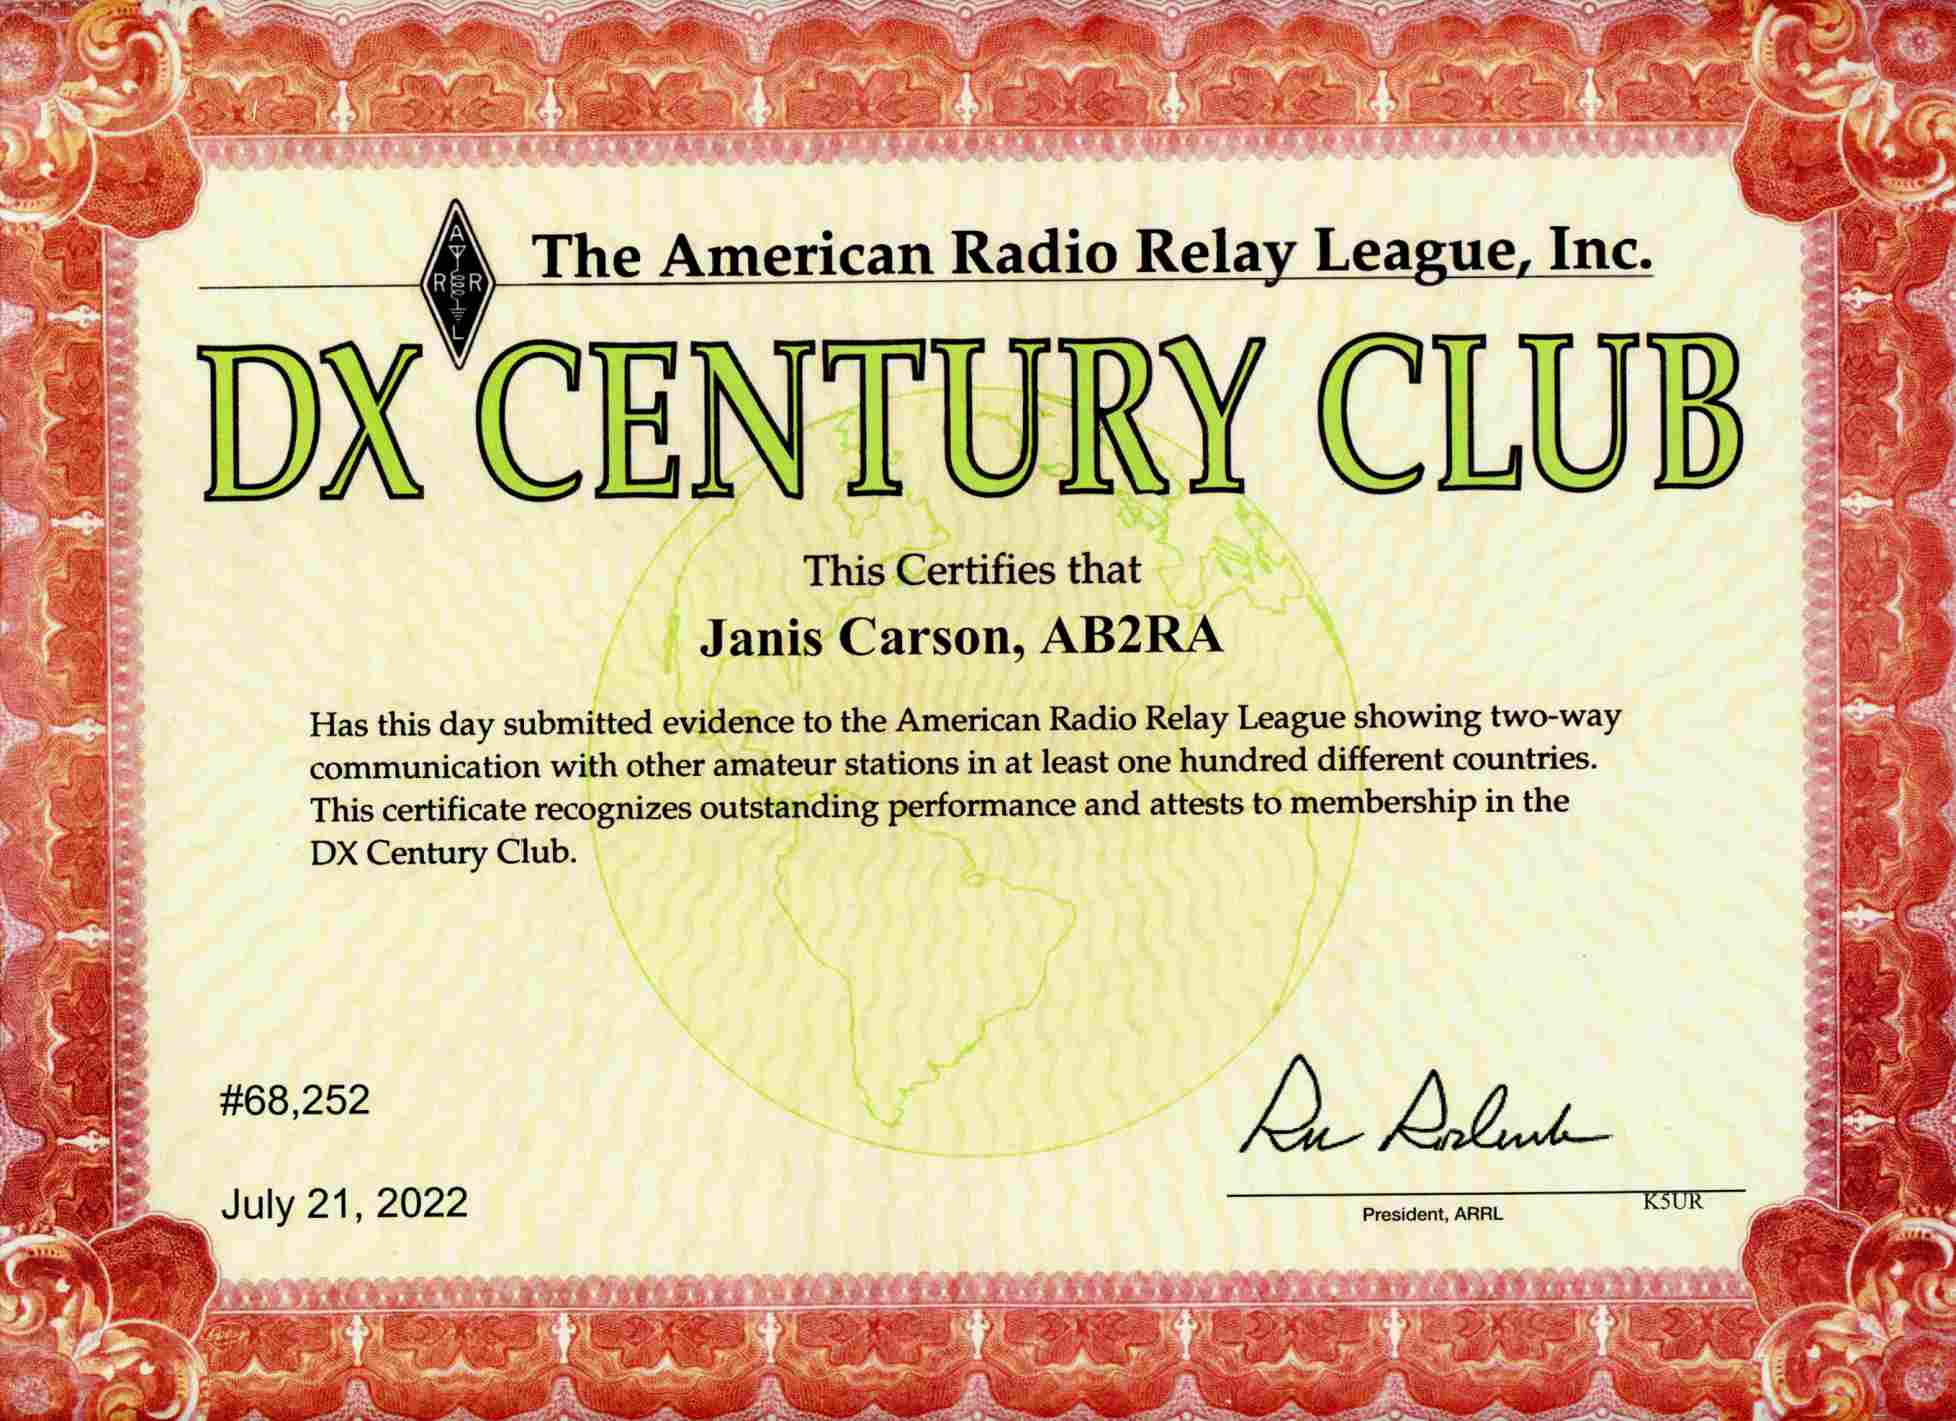 A
R R
L
The American Radio Relay League, Inc.
DX CENTURY CLUB
This Certifies that
Janis Carson, AB2RA
Has this day submitted evidence to the American Radio Relay League showing two-way
communication with other amateur stations in at least one hundred different countries.
This certificate recognizes outstanding performance and attests to membership in the
DX Century Club.
#68,252
July 21, 2022
President, ARRL
K5UR